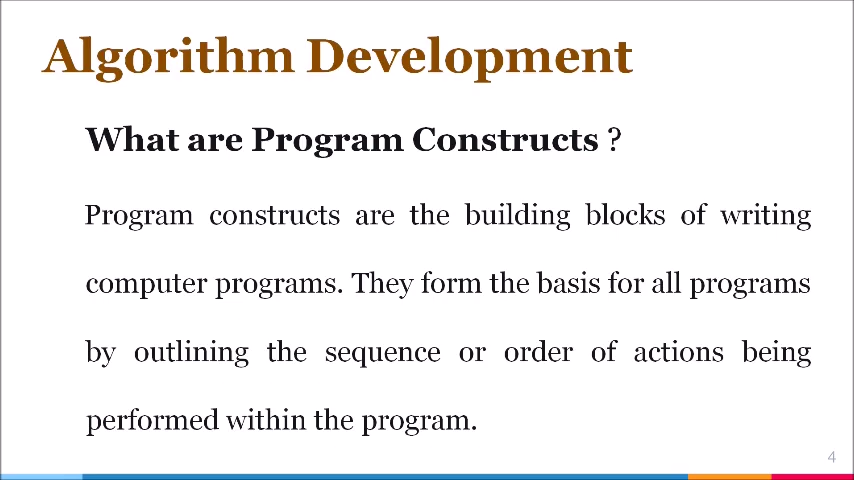 Algorithm Development
What are Program Constructs ?
Program constructs are the building blocks of writing
computer programs. They form the basis for all programs
by outlining the sequence or order of actions being
performed within the program.
4